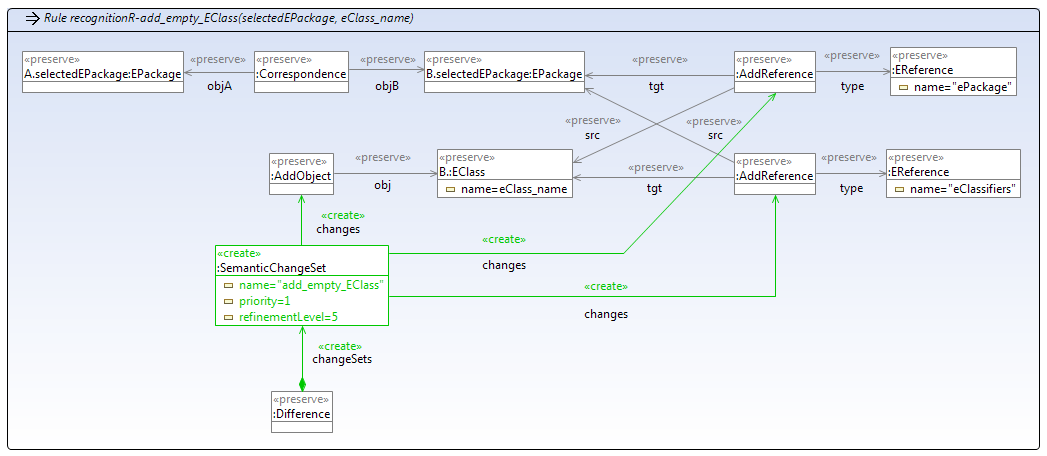 Rule recognitionR-add_empty_EClass(selectedEPackage, eClass_name)
«preserve»
A.selectedEPackage:EPackage
«preserve»
objA
«preserve»
:Correspondence
«preserve»
objB
«preserve»
B.selectedEPackage:EPackage
«preserve»
tgt
«preserve»
:AddReference
«preserve»
type
«preserve»
:EReference
name="ePackage"
«preserve»
src
«preserve»
src
«preserve»
:AddObject
«preserve»
obj
«preserve»
B.:EClass
name=eClass_name
«preserve»
tgt
«preserve»
:AddReference
«preserve»
type
«preserve»
:EReference
name="eClassifiers"
«create»
changes
«create»
changes
«create»
changes
«create»
:SemanticChangeSet
name="add_empty_EClass"
priority=1
refinementLevel=5
«create»
changeSets
«preserve»
:Difference